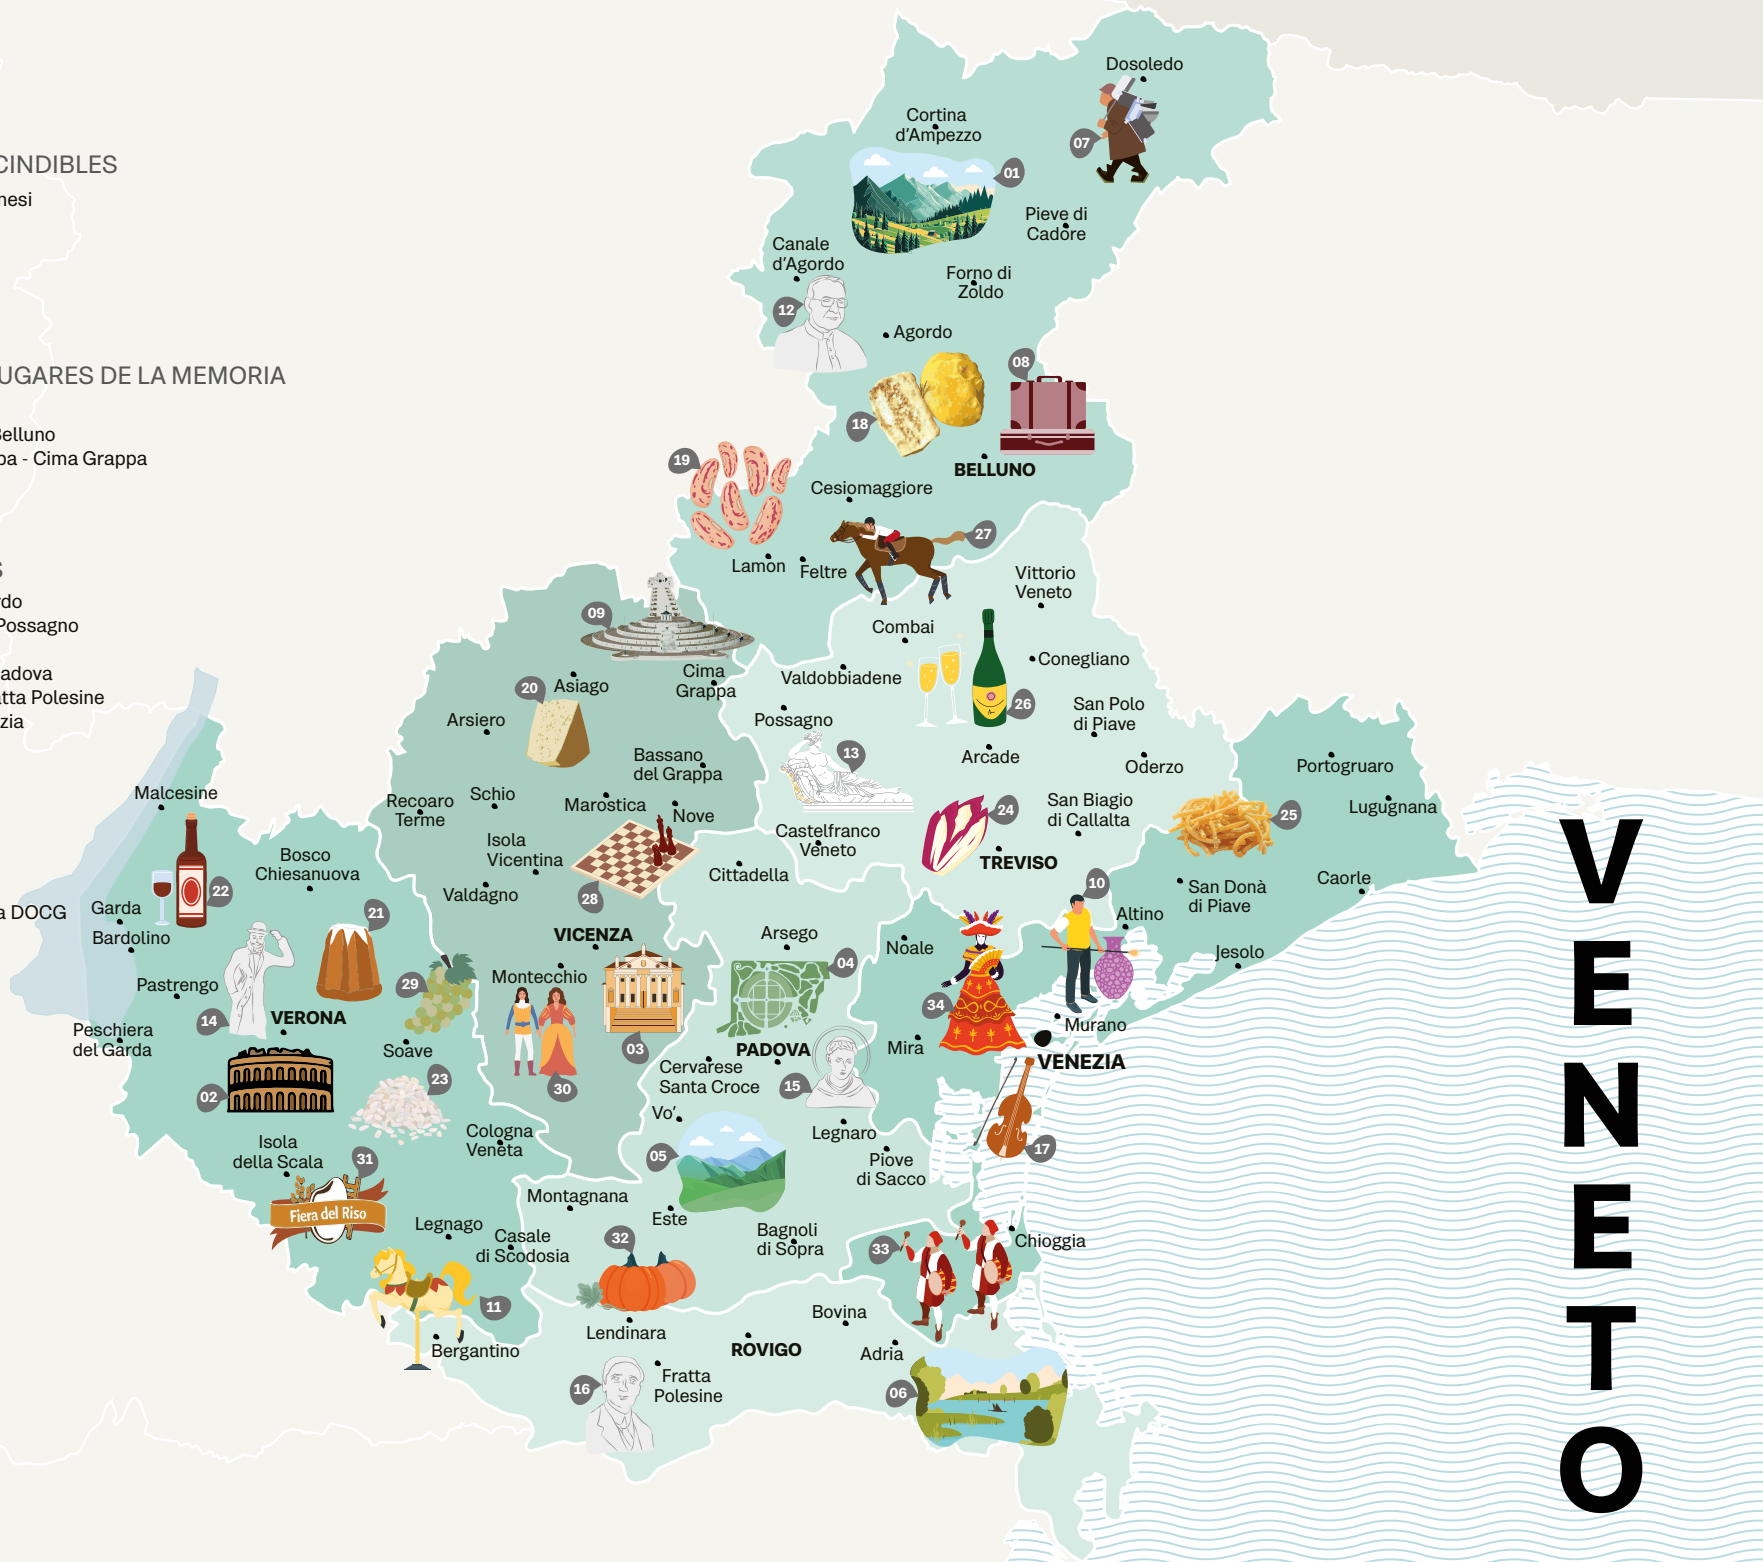 CINDIBLES
nesi
UGARES DE LA MEMORIA
Belluno
pa - Cima Grappa
S
rdo
Possagno
adova
atta Polesine
zia
a DOCG
Dosoledo
07
Cortina
d'Ampezzo
01
Pieve di
Cadore
Canale
d'Agordo
12
Forno di
Zoldo
Agordo
08
18
BELLUNO
19
Cesiomaggiore
27
Lamon
Feltre
Vittorio
Veneto
09
Combai
Cima
Grappa
Valdobbiadene
Conegliano
20
Asiago
26
San Polo
di Piave
Arsiero
Possagno
13
Arcade
Oderzo
Bassano
del Grappa
Portogruaro
Malcesine
Recoaro
Terme
Schio
Marostica
Nove
24
San Biagio
di Callalta
25
Lugugnana
Isola
Vicentina
Castelfranco
Veneto
TREVISO
Bosco
Chiesanuova
22
Valdagno
28
Cittadella
10
San Donà
di Piave
Caorle
Garda
Bardolino
21
VICENZA
Arsego
Noale
Altino
Jesolo
Pastrengo
29
Montecchio
04
34
14
VERONA
Murano
Peschiera
del Garda
Soave
03
PADOVA
Mira
VENEZIA
02
23
30
Cervarese
Santa Croce
15
Vo'
Legnaro
17
Isola
della Scala
31
Cologna
Veneta
05
Piove
di Sacco
Fiera del Riso
Montagnana
Este
Legnago
Casale
di Scodosia
32
Bagnoli
di Sopra
33
Chioggia
11
Bergantino
Lendinara
ROVIGO
Bovina
Adria
16
Fratta
Polesine
06
VENETO